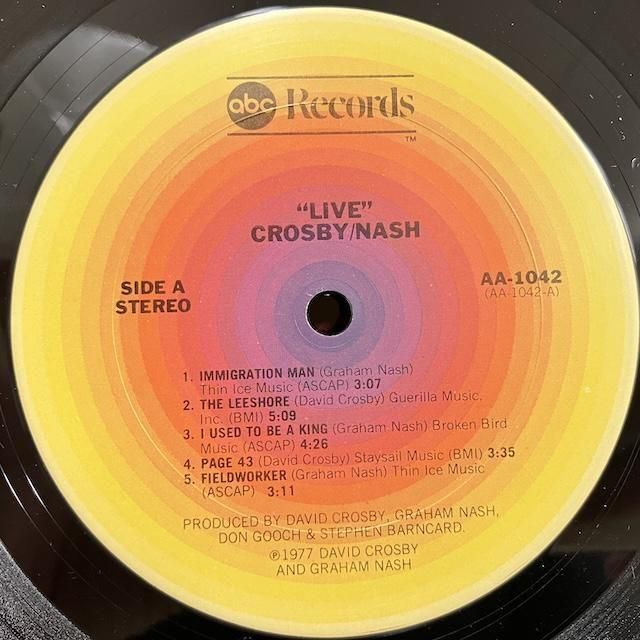 abc Records
TM
"LIVE"
CROSBY/NASH
SIDE A
STEREO
AA-1042
(AA-1042-A)
1. IMMIGRATION MAN (Graham Nash)
Thin Ice Music (ASCAP) 3:07
2. THE LEESHORE (David Crosby) Guerilla Music,
Inc. (BMI) 5:09
3. I USED TO BE A KING (Graham Nash) Broken Bird
Music (ASCAP) 4:26
4. PAGE 43 (David Crosby) Staysail Music (BMI) 3:35
5. FIELDWORKER (Graham Nash) Thin Ice Music
(ASCAP) 3:11
PRODUCED BY DAVID CROSBY, GRAHAM NASH,
DON GOOCH & STEPHEN BARNCARD.
℗1977 DAVID CROSBY
AND GRAHAM NASH